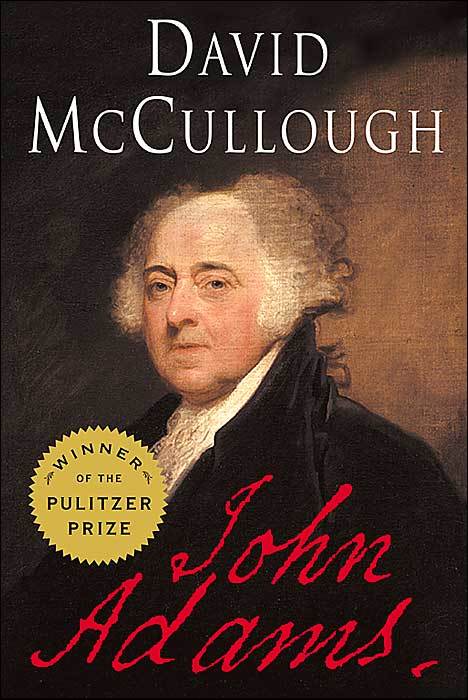 DAVID
MCCULLOUGH
WINNER
OF THE
PULITZER
PRIZE
John
Adams.